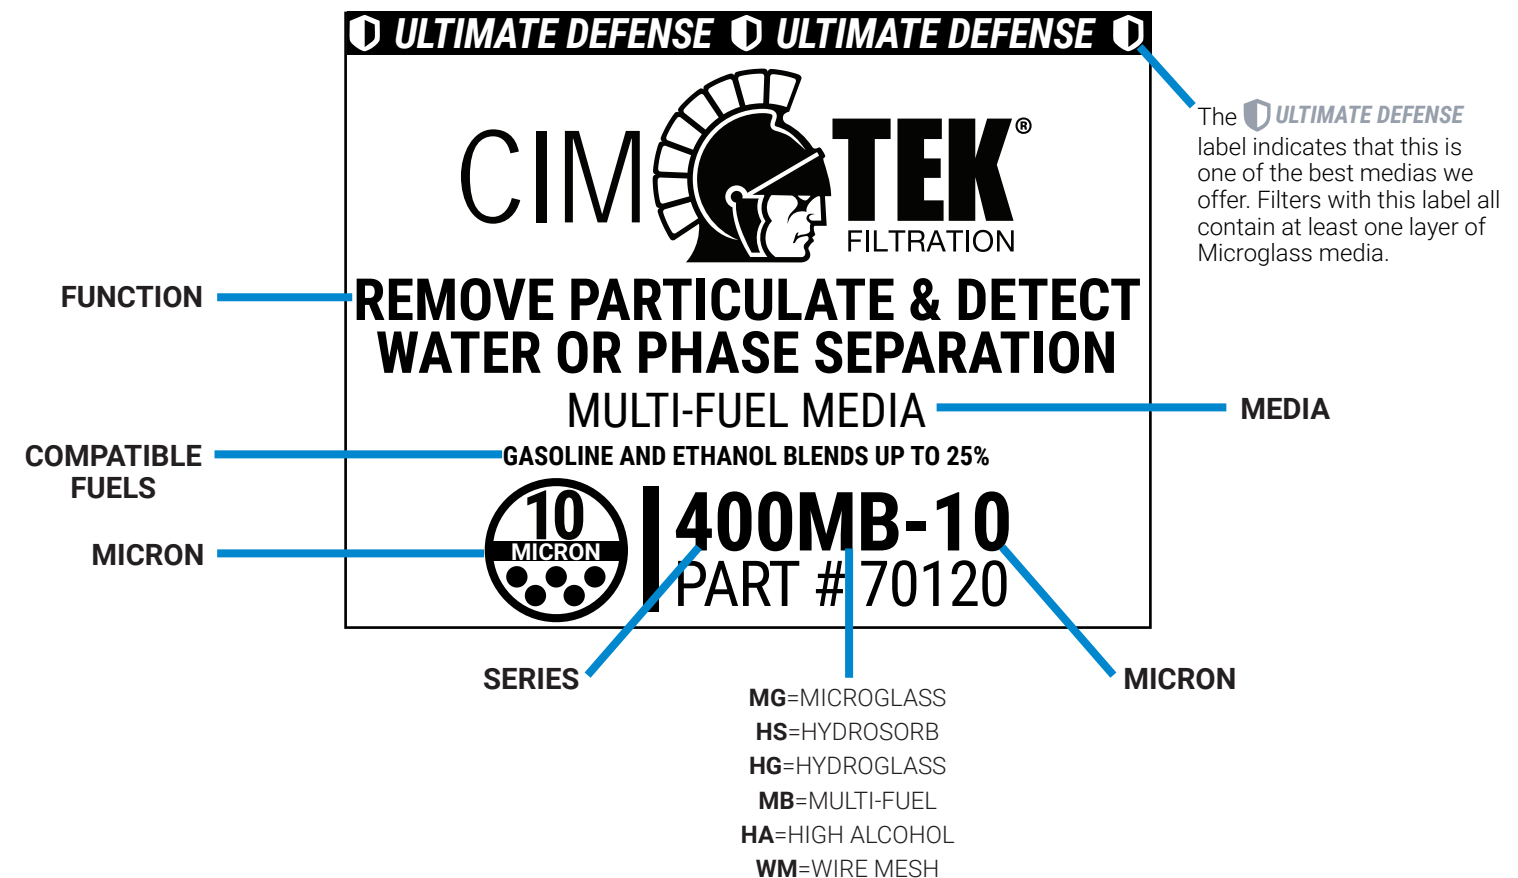 ULTIMATE DEFENSE ULTIMATE DEFENSE
The ULTIMATE DEFENSE
label indicates that this is
one of the best medias we
offer. Filters with this label all
contain at least one layer of
Microglass media.
CIM TEK®
FILTRATION
FUNCTION
REMOVE PARTICULATE & DETECT
WATER OR PHASE SEPARATION
MULTI-FUEL MEDIA
MEDIA
COMPATIBLE
FUELS
GASOLINE AND ETHANOL BLENDS UP TO 25%
MICRON
10
MICRON
400MB-10
PART # 70120
SERIES
MICRON
MG=MICROGLASS
HS=HYDROSORB
HG=HYDROGLASS
MB=MULTI-FUEL
HA=HIGH ALCOHOL
WM=WIRE MESH